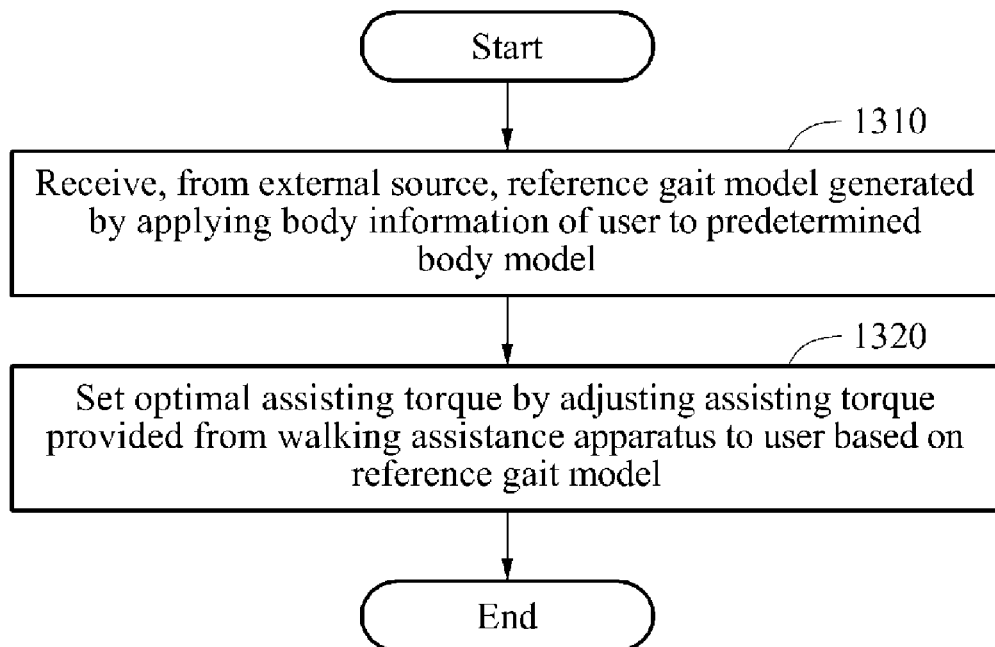 Start
1310
Receive, from external source, reference gait model generated
by applying body information of user to predetermined
body model
1320
Set optimal assisting torque by adjusting assisting torque
provided from walking assistance apparatus to user based on
reference gait model
End